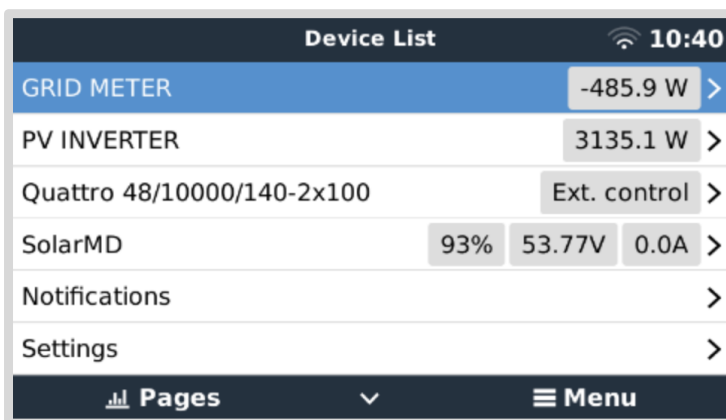 Device List 10:40
GRID METER -485.9 W
PV INVERTER 3135.1 W
Quattro 48/10000/140-2x100 Ext. control
SolarMD 93% 53.77V 0.0A
Notifications
Settings
Pages Menu